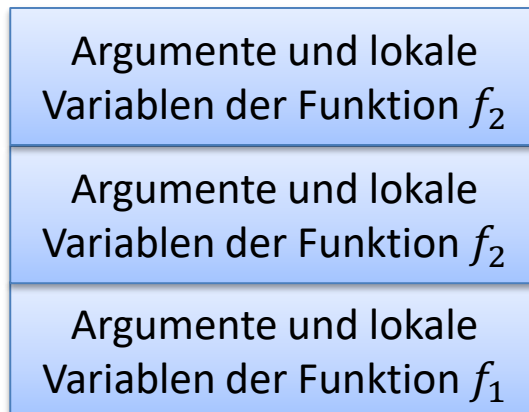 Argumente und lokale
Variablen der Funktion f₂
Argumente und lokale
Variablen der Funktion f₂
Argumente und lokale
Variablen der Funktion f₁